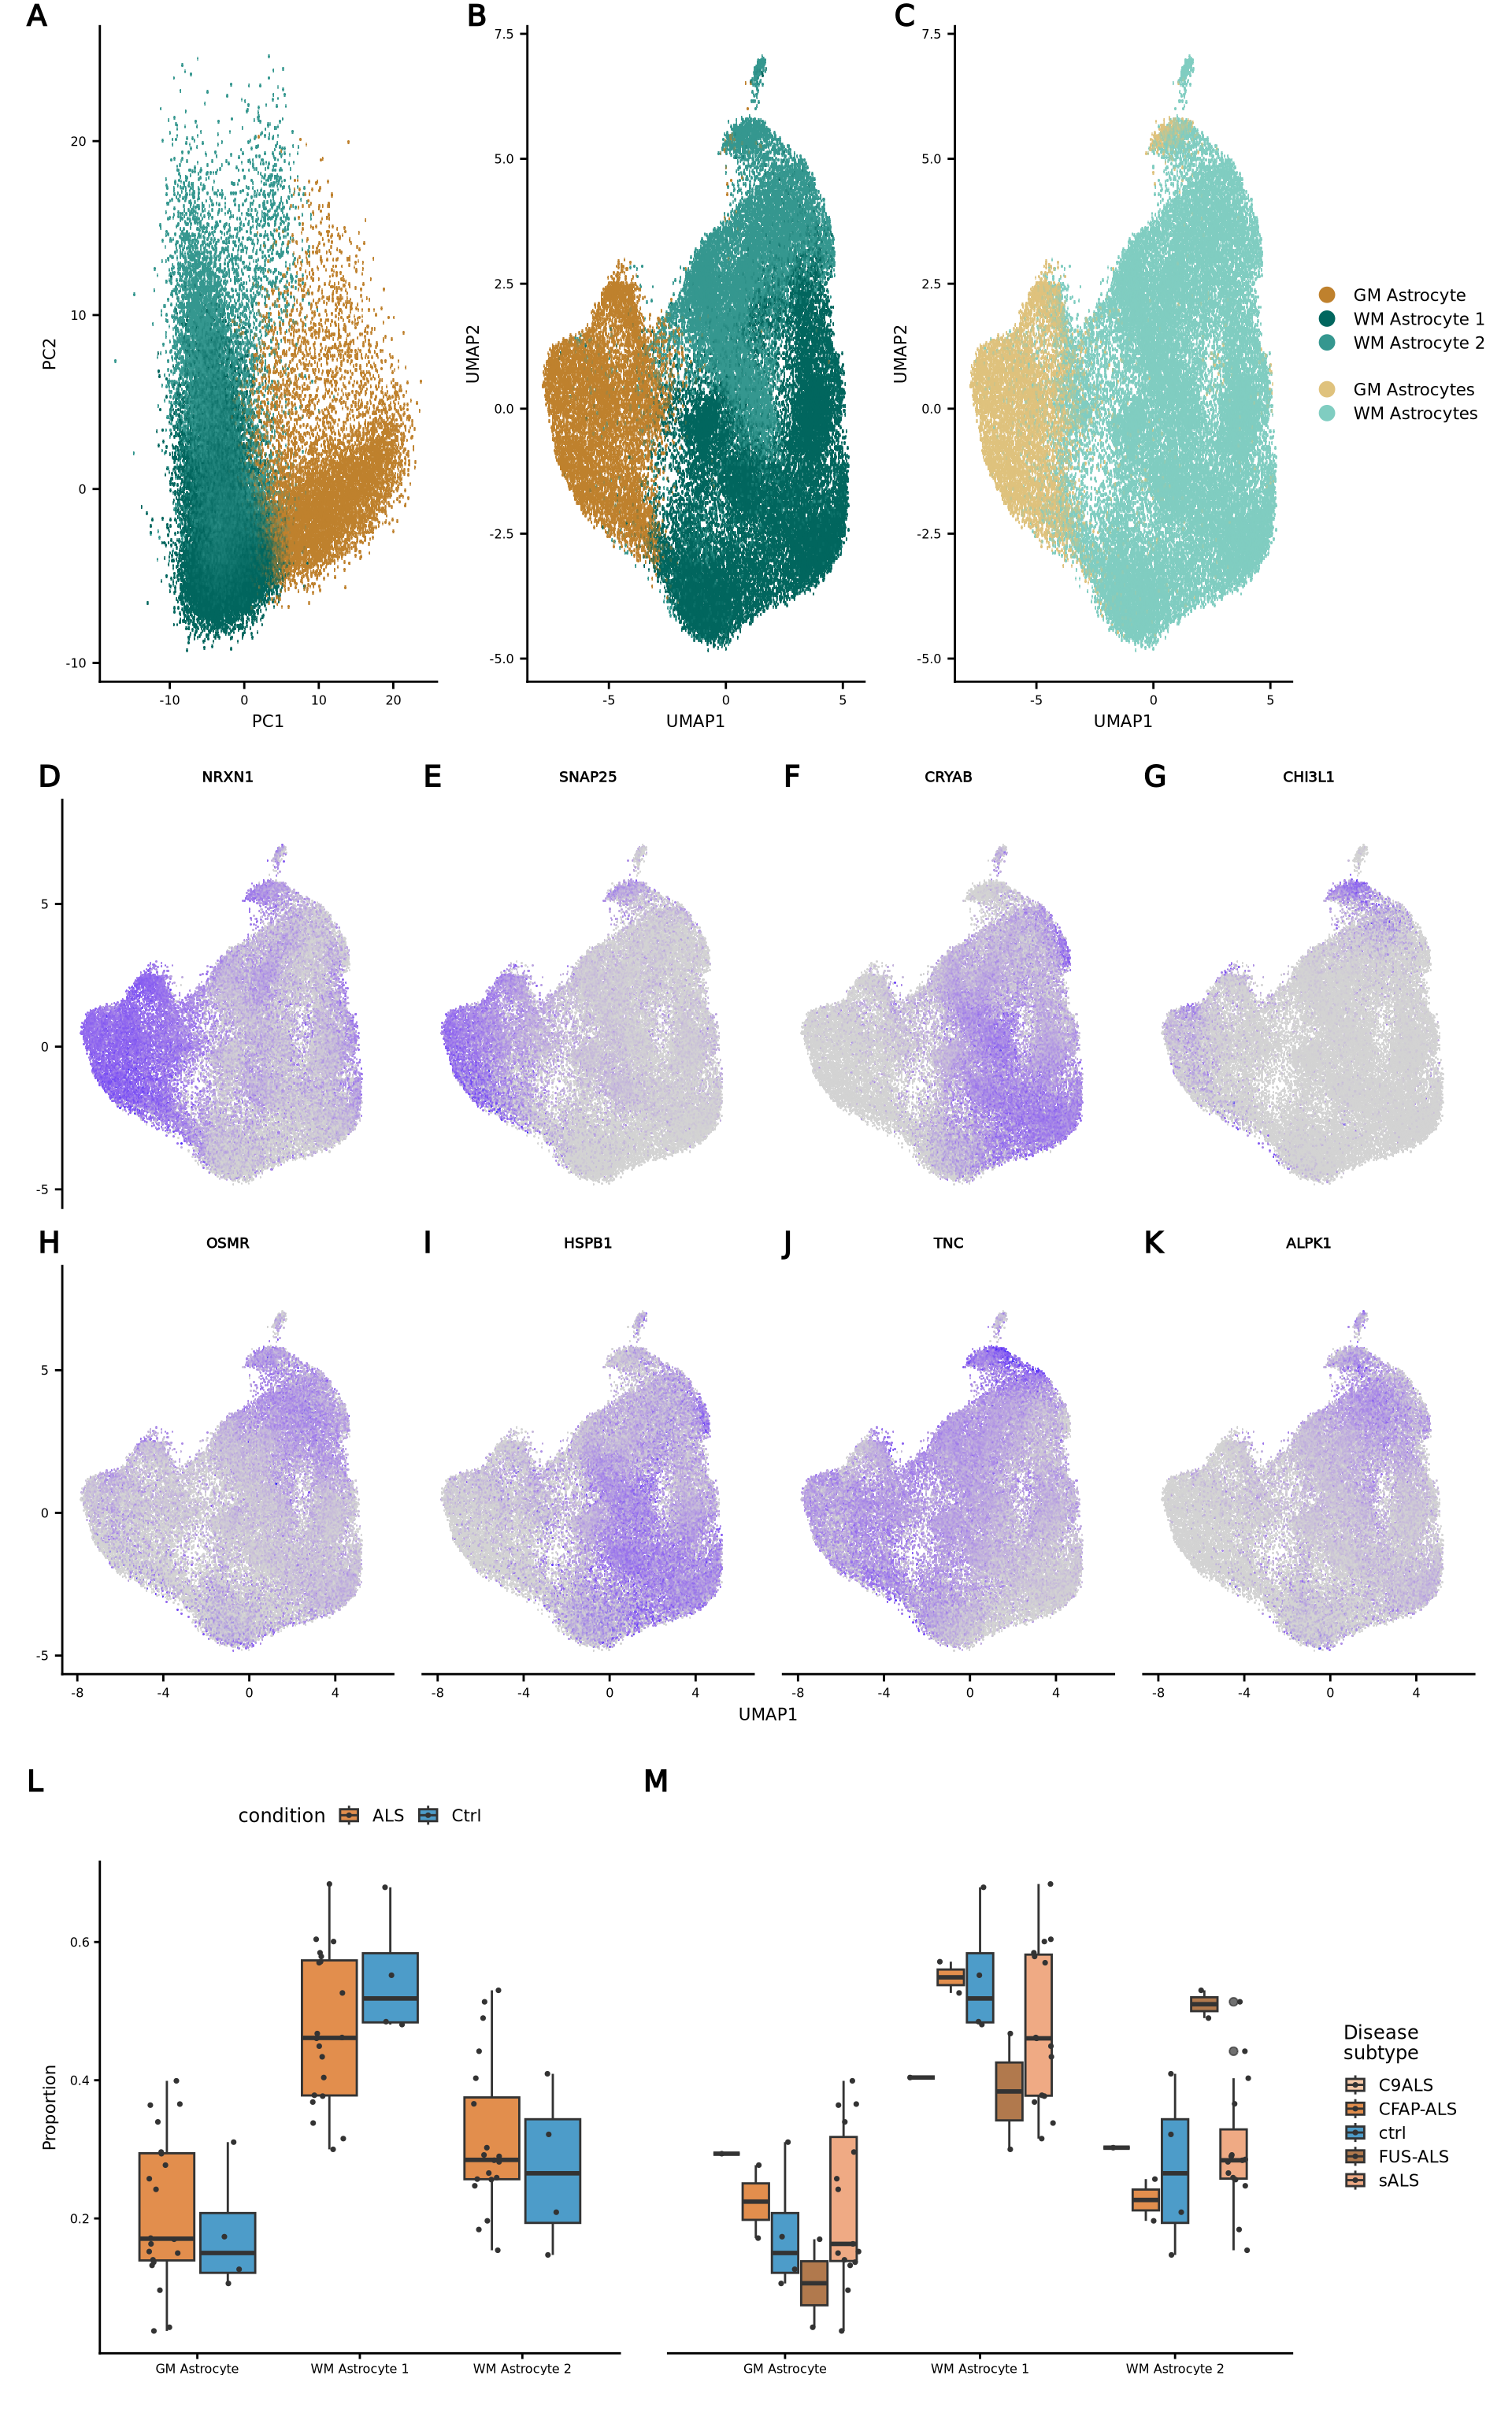 A
B
C
7.5
5.0
2.5
0.0
-2.5
-5.0
20
10
0
-10
PC2
UMAP2
7.5
5.0
2.5
0.0
-2.5
-5.0
UMAP2
-10 0 10 20
PC1
-5 0 5
UMAP1
-5 0 5
UMAP1
GM Astrocyte
WM Astrocyte 1
WM Astrocyte 2
GM Astrocytes
WM Astrocytes
D NRXN1
E SNAP25
F CRYAB
G CHI3L1
5
0
-5
H OSMR
I HSPB1
J TNC
K ALPK1
5
0
-5
-8 -4 0 4
-8 -4 0 4
-8 -4 0 4
-8 -4 0 4
UMAP1
L
M
condition ALS Ctrl
Proportion
0.6
0.4
0.2
GM Astrocyte WM Astrocyte 1 WM Astrocyte 2
GM Astrocyte WM Astrocyte 1 WM Astrocyte 2
Disease
subtype
C9ALS
CFAP-ALS
ctrl
FUS-ALS
sALS